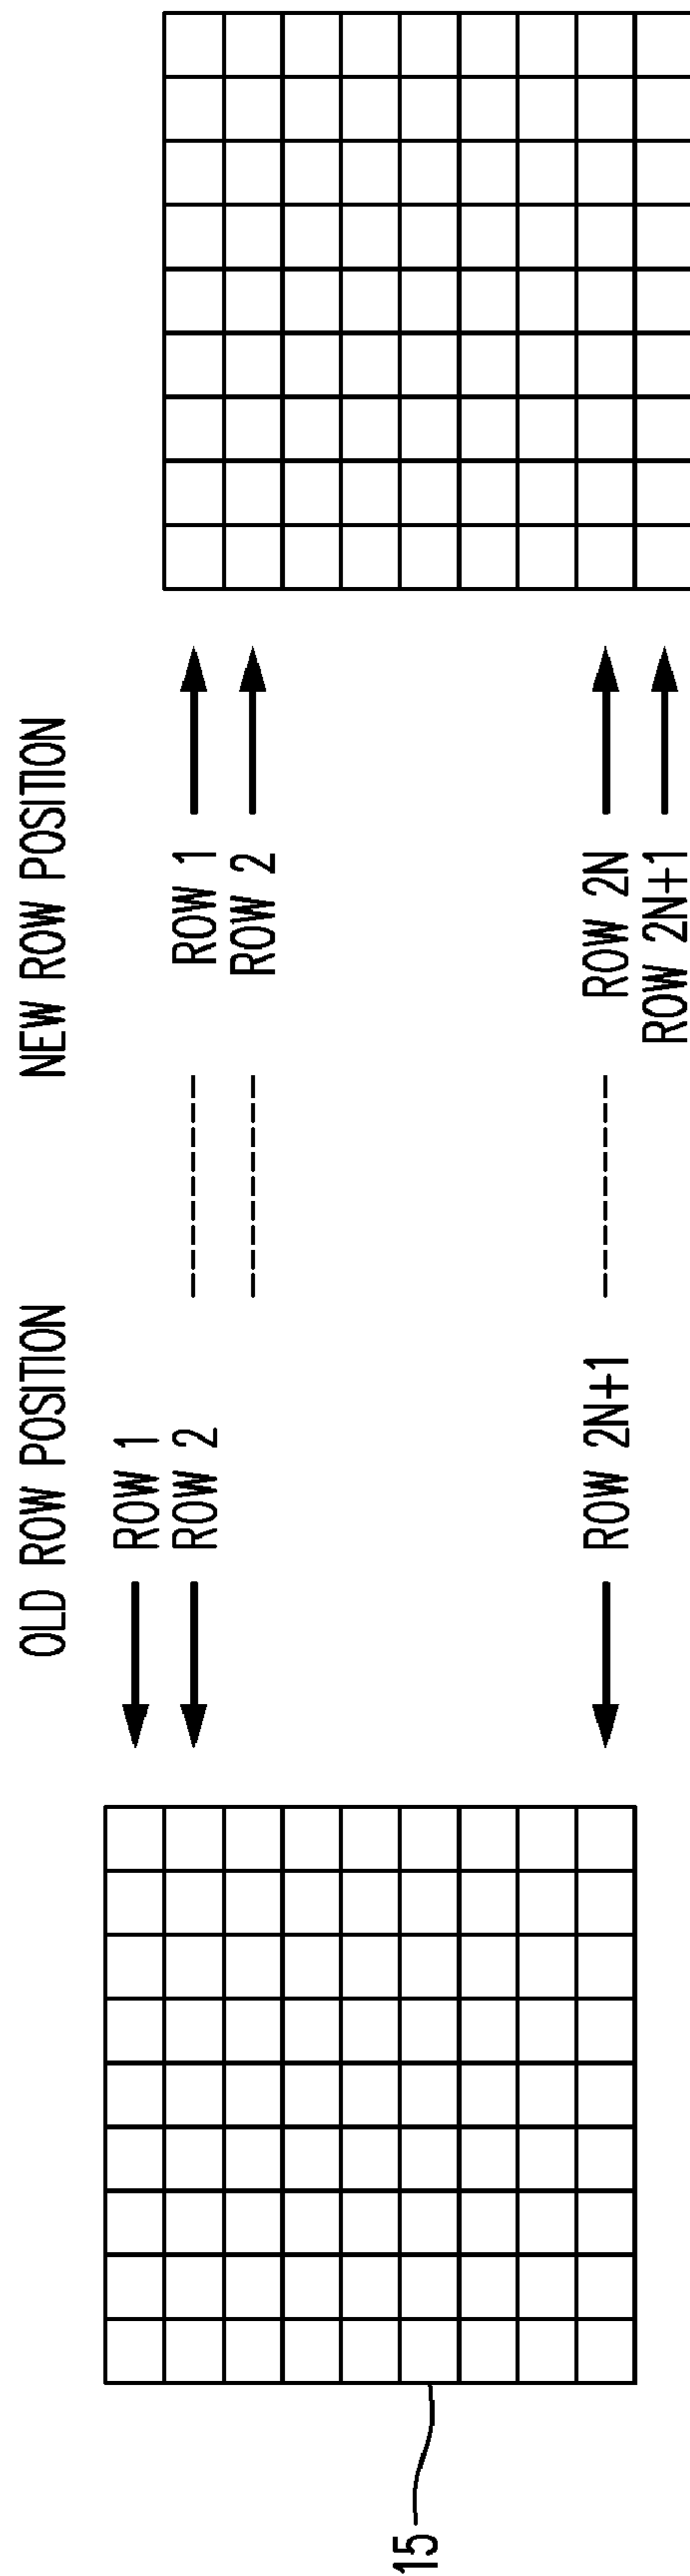 OLD ROW POSITION
NEW ROW POSITION
ROW 1
ROW 2
ROW 1
ROW 2
ROW 2N+1
ROW 2N
ROW 2N+1
15